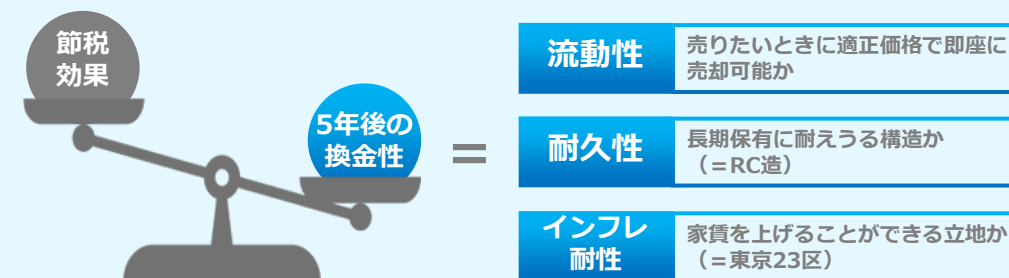 節税
効果
5年後の
換金性
＝
流動性
売りたいときに適正価格で即座に
売却可能か
耐久性
長期保有に耐えうる構造か
（＝RC造）
インフレ
耐性
家賃を上げることができる立地か
（＝東京23区）